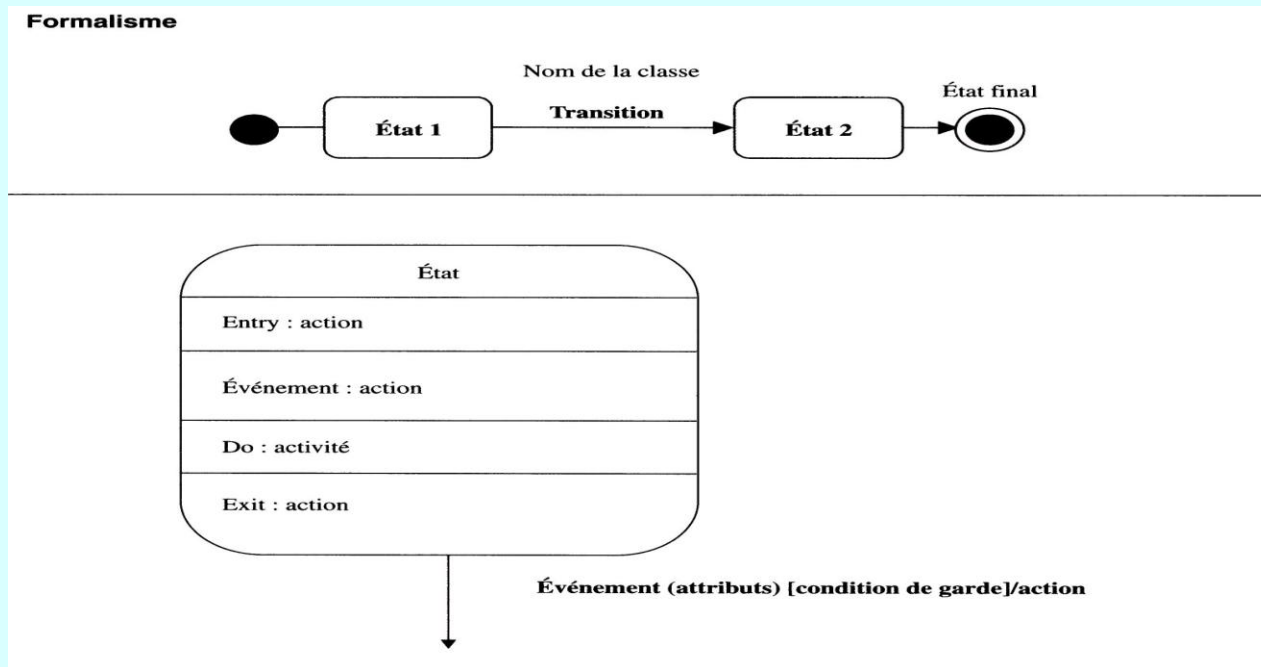 Formalisme
Nom de la classe
État final
Transition
État 1
État 2
État
Entry : action
Événement : action
Do : activité
Exit : action
Événement (attributs) [condition de garde]/action